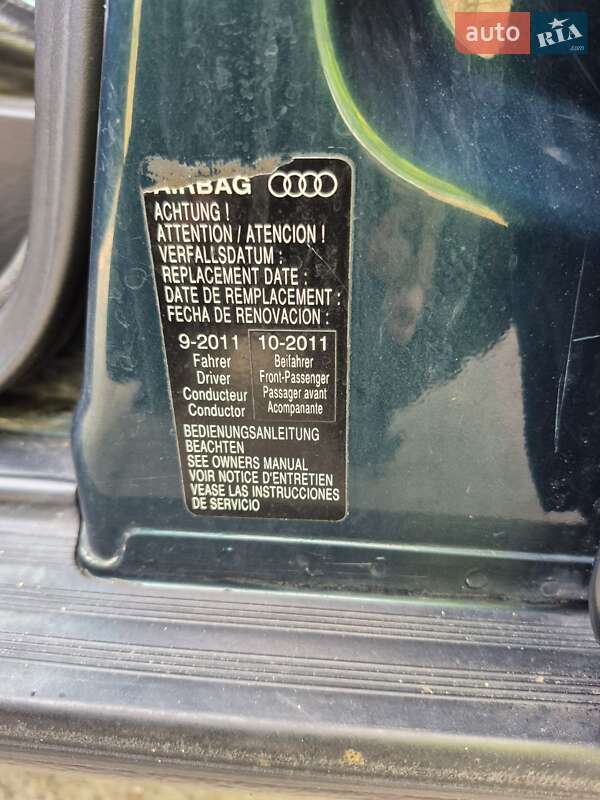 auto RIA.com
AIRBAG
ACHTUNG !
ATTENTION / ATENCION !
VERFALLSDATUM :
REPLACEMENT DATE :
DATE DE REMPLACEMENT :
FECHA DE RENOVACION :
9-2011 10-2011
Fahrer Beifahrer
Driver Front-Passenger
Conducteur Passager avant
Conductor Acompanante
BEDIENUNGSANLEITUNG
BEACHTEN
SEE OWNERS MANUAL
VOIR NOTICE D'ENTRETIEN
VEASE LAS INSTRUCCIONES
DE SERVICIO